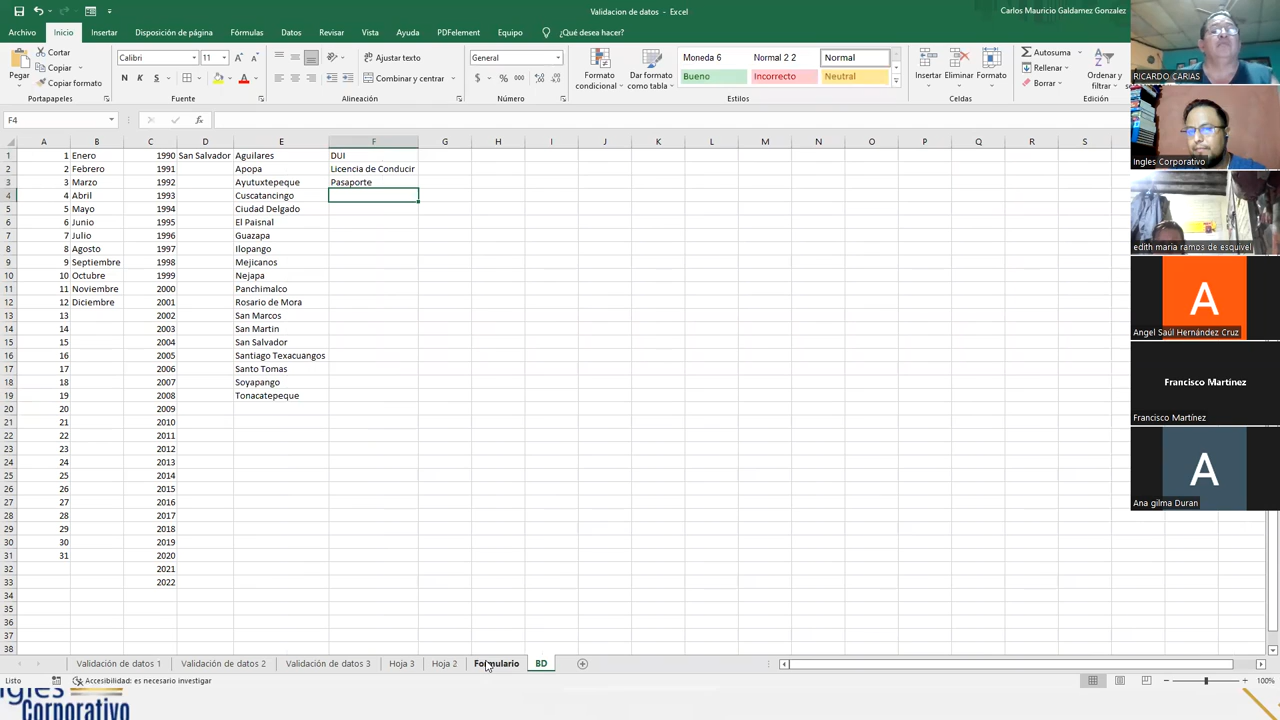 Validacion de datos - Excel
Carlos Mauricio Galdamez Gonzalez
Archivo Inicio Insertar Disposición de página Fórmulas Datos Revisar Vista Ayuda PDFelement Equipo ¿Qué desea hacer?
Pegar
Cortar
Copiar
Copiar formato
Portapapeles
Calibri 11
N K S
Fuente
Ajustar texto
Combinar y centrar
Alineación
General
Número
Formato condicional
Dar formato como tabla
Moneda 6 Normal 2 2 Normal
Bueno Incorrecto Neutral
Estilos
Insertar Eliminar Formato
Celdas
Autosuma
Rellenar
Borrar
Ordenar y filtrar
Edición
F4
A B C D E F G H I J K L M N O P Q R S
1 1 Enero 1990 San Salvador Aguilares DUI
2 2 Febrero 1991 Apopa Licencia de Conducir
3 3 Marzo 1992 Ayutuxtepeque Pasaporte
4 4 Abril 1993 Cuscatancingo
5 5 Mayo 1994 Ciudad Delgado
6 6 Junio 1995 El Paisnal
7 7 Julio 1996 Guazapa
8 8 Agosto 1997 Ilopango
9 9 Septiembre 1998 Mejicanos
10 10 Octubre 1999 Nejapa
11 11 Noviembre 2000 Panchimalco
12 12 Diciembre 2001 Rosario de Mora
13 13 2002 San Marcos
14 14 2003 San Martin
15 15 2004 San Salvador
16 16 2005 Santiago Texacuangos
17 17 2006 Santo Tomas
18 18 2007 Soyapango
19 19 2008 Tonacatepeque
20 20 2009
21 21 2010
22 22 2011
23 23 2012
24 24 2013
25 25 2014
26 26 2015
27 27 2016
28 28 2017
29 29 2018
30 30 2019
31 31 2020
32 2021
33 2022
34
35
36
37
38
Validación de datos 1 Validación de datos 2 Validación de datos 3 Hoja 3 Hoja 2 Formulario BD
Listo Accesibilidad: es necesario investigar 100%
Ingles
Corporativo
RICARDO CARIAS
Ingles Corporativo
edith maria ramos de esquivel
A
Angel Saúl Hernández Cruz
Francisco Martínez
Francisco Martínez
A
Ana gilma Duran